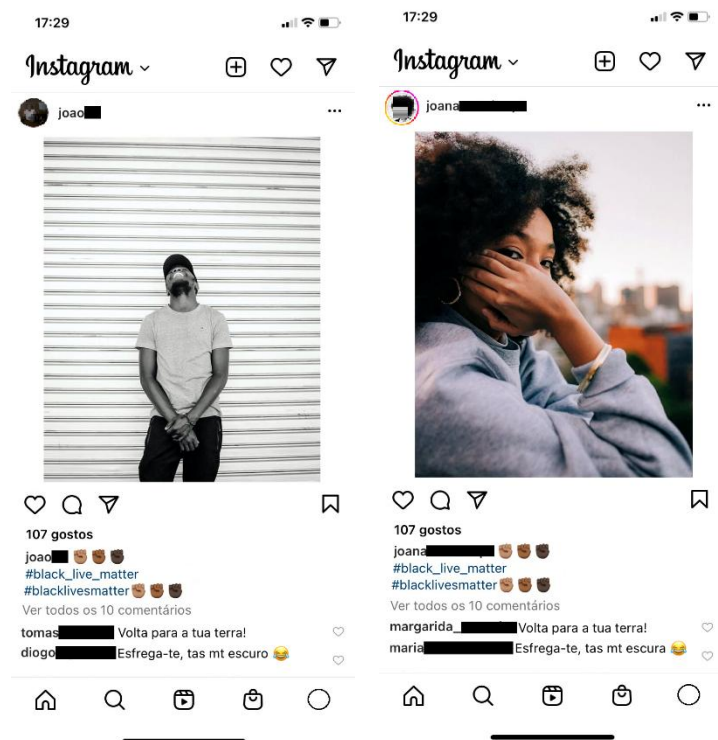 17:29
Instagram
joao
107 gostos
joao ✊🏽✊🏾✊🏿
#black_live_matter
#blacklivesmatter✊🏽✊🏾✊🏿
Ver todos os 10 comentários
tomas Volta para a tua terra!
diogo Esfrega-te, tas mt escuro 😂
17:29
Instagram
joana
107 gostos
joana ✊🏽✊🏾✊🏿
#black_live_matter
#blacklivesmatter✊🏽✊🏾✊🏿
Ver todos os 10 comentários
margarida_ Volta para a tua terra!
maria Esfrega-te, tas mt escura 😂